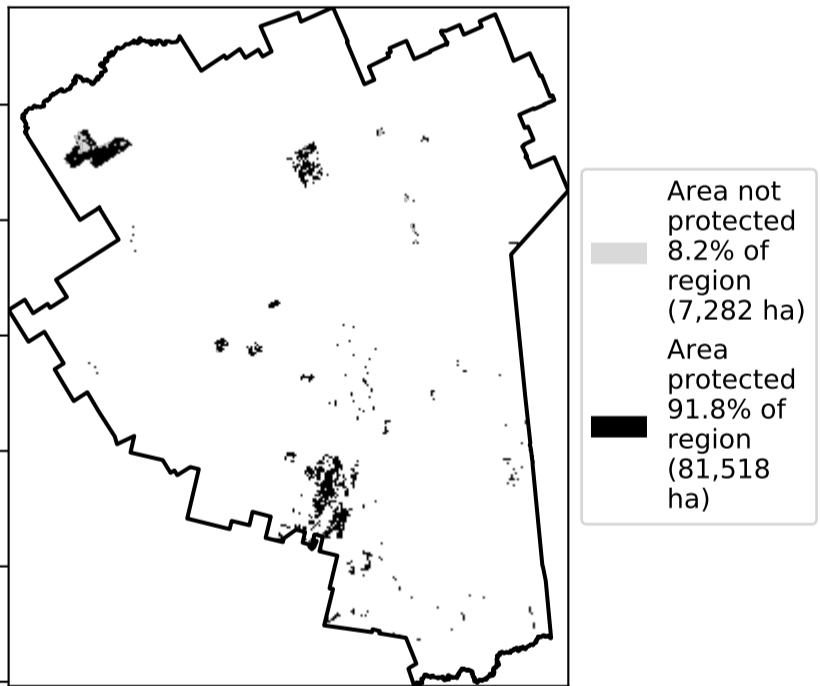 Area not
protected
8.2% of
region
(7,282 ha)
Area
protected
91.8% of
region
(81,518
ha)